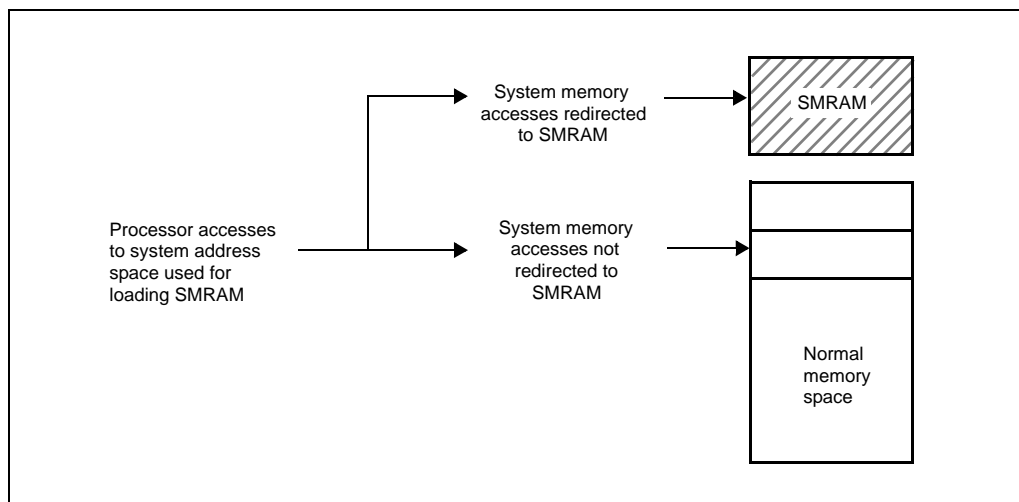 System memory
accesses redirected
to SMRAM
SMRAM
Processor accesses
to system address
space used for
loading SMRAM
System memory
accesses not
redirected to
SMRAM
Normal
memory
space